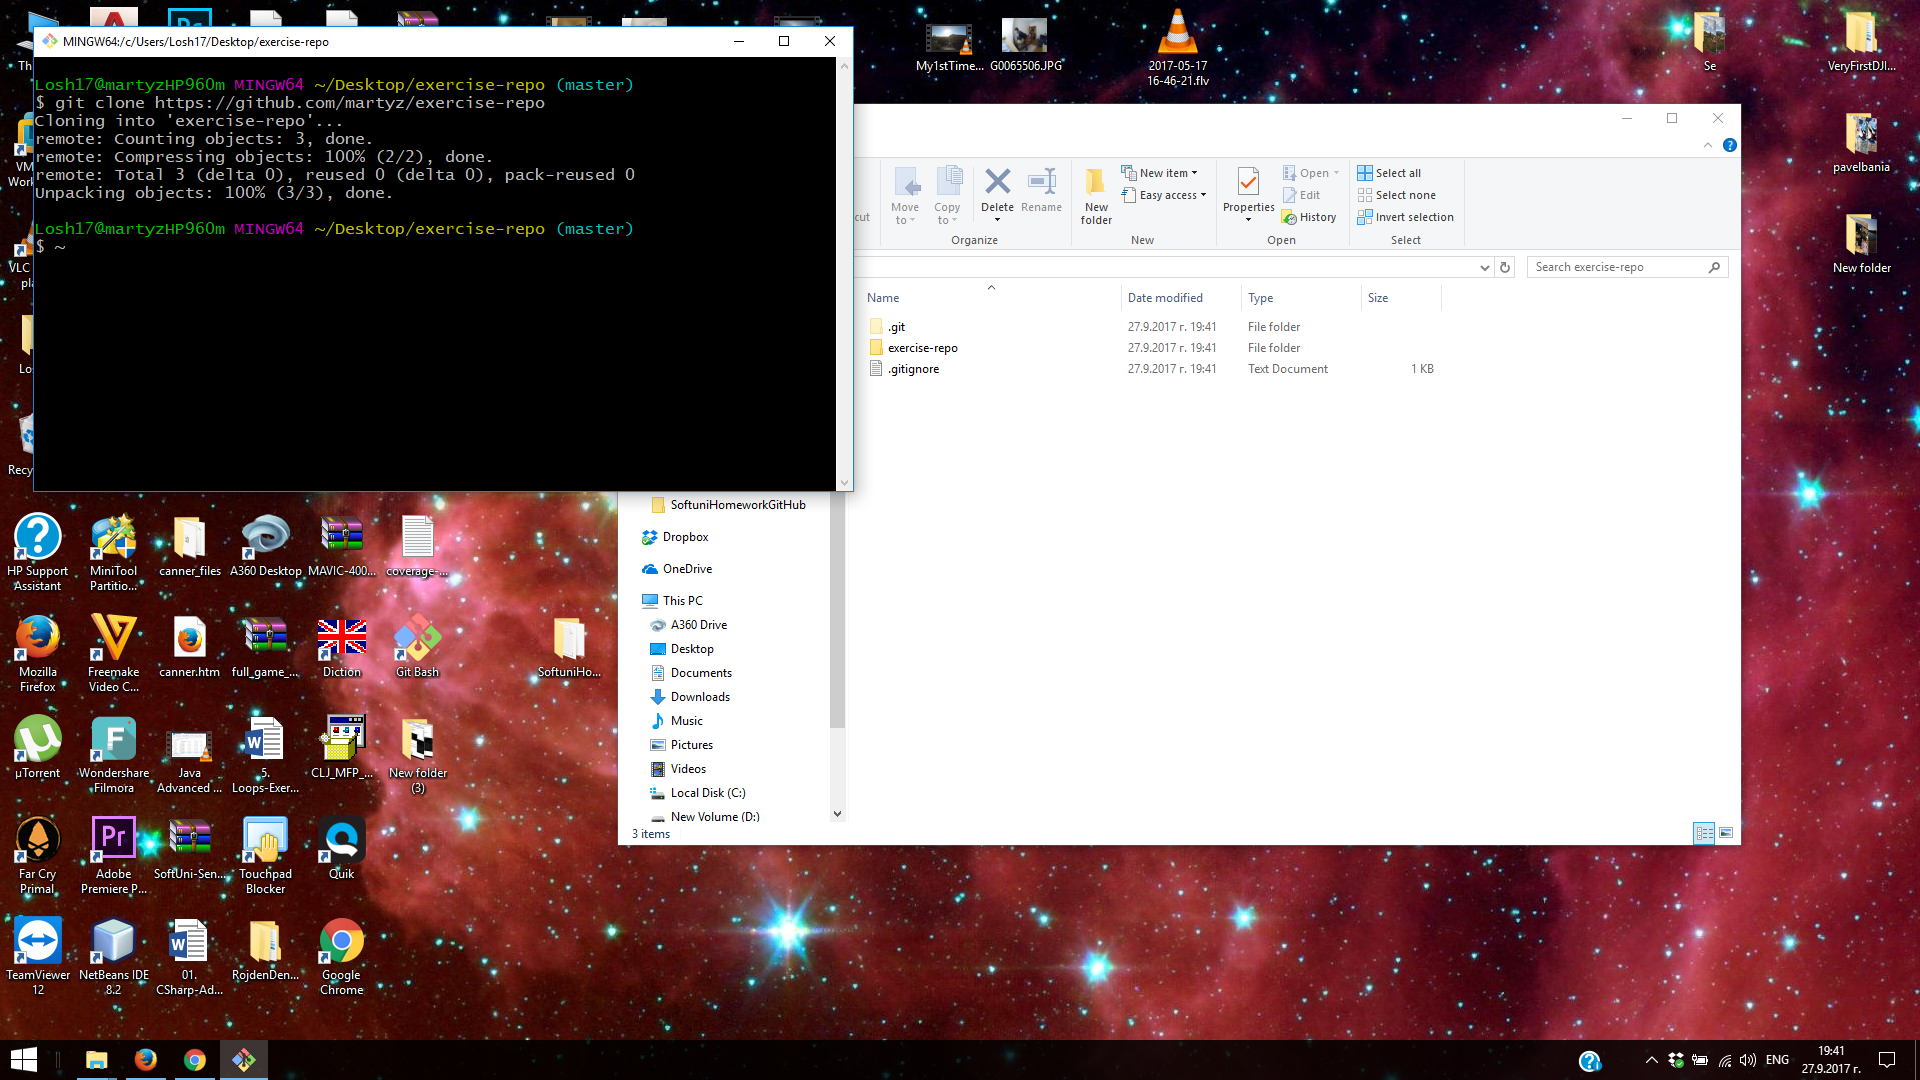 MINGW64:/c/Users/Losh17/Desktop/exercise-repo
Losh17@martyzHP96Om MINGW64 ~/Desktop/exercise-repo (master)
$ git clone https://github.com/martyz/exercise-repo
Cloning into 'exercise-repo'...
remote: Counting objects: 3, done.
remote: Compressing objects: 100% (2/2), done.
remote: Total 3 (delta 0), reused 0 (delta 0), pack-reused 0
Unpacking objects: 100% (3/3), done.
Losh17@martyzHP96Om MINGW64 ~/Desktop/exercise-repo (master)
$ ~
My1stTime...
G0065506.JPG
2017-05-17
16-46-21.flv
Se
VeryFirstDJI...
pavelbania
New folder
Move
to
Copy
to
Delete
Rename
Organize
New
folder
New item
Easy access
New
Properties
Open
Edit
History
Open
Select all
Select none
Invert selection
Select
Search exercise-repo
Name
Date modified
Type
Size
.git
27.9.2017 г. 19:41
File folder
exercise-repo
27.9.2017 г. 19:41
File folder
.gitignore
27.9.2017 г. 19:41
Text Document
1 KB
SoftuniHomeworkGitHub
Dropbox
OneDrive
This PC
A360 Drive
Desktop
Documents
Downloads
Music
Pictures
Videos
Local Disk (C:)
New Volume (D:)
3 items
HP Support
Assistant
MiniTool
Partitio...
canner_files
A360 Desktop
MAVIC-400...
coverage-...
Mozilla
Firefox
Freemake
Video C...
canner.htm
full_game_...
Diction
Git Bash
SoftuniHo...
µTorrent
Wondershare
Filmora
Java
Advanced ...
5.
Loops-Exer...
CLJ_MFP_...
New folder
(3)
Far Cry
Primal
Adobe
Premiere P...
SoftUni-Sen...
Touchpad
Blocker
Quik
TeamViewer
12
NetBeans IDE
8.2
01.
CSharp-Ad...
RojdenDen...
Google
Chrome
ENG
19:41
27.9.2017 г.